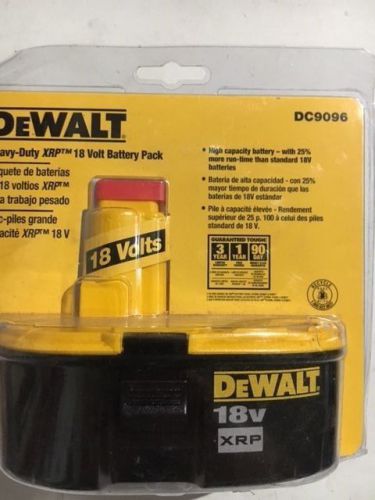 DEWALT
DC9096
avy-Duty XRP™ 18 Volt Battery Pack
quete de baterías
18 voltios XRP™
a trabajo pesado
c-piles grande
acité XRP™ 18 V
• High capacity battery – with 25%
more run-time than standard 18V
batteries
• Batería de alta capacidad – con 25%
mayor tiempo de duración que las
baterías de 18V estándar
• Pile à capacité élevée - Rendement
supérieur de 25 p. 100 à celui des piles
standard de 18 V.
GUARANTEED TOUGH
3 YEAR
1 YEAR
90 DAY
18 Volts
RECYCLE
DEWALT
18v
XRP